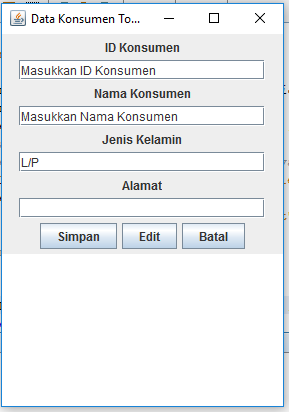 Data Konsumen To...
ID Konsumen
Masukkan ID Konsumen
Nama Konsumen
Masukkan Nama Konsumen
Jenis Kelamin
L/P
Alamat
Simpan Edit Batal